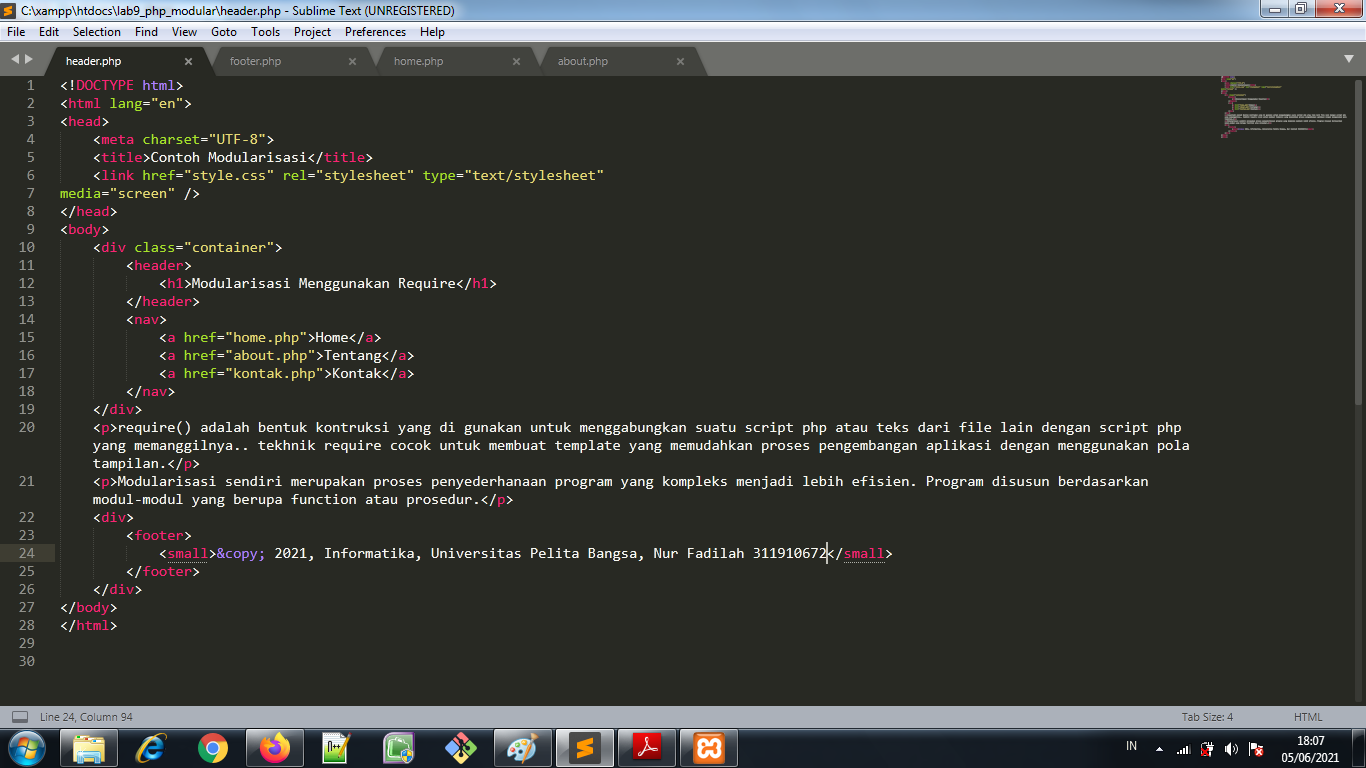 C:\xampp\htdocs\lab9_php_modular\header.php - Sublime Text (UNREGISTERED)
File Edit Selection Find View Goto Tools Project Preferences Help
header.php footer.php home.php about.php
1 <!DOCTYPE html>
2 <html lang="en">
3 <head>
4 <meta charset="UTF-8">
5 <title>Contoh Modularisasi</title>
6 <link href="style.css" rel="stylesheet" type="text/stylesheet"
7 media="screen" />
8 </head>
9 <body>
10 <div class="container">
11 <header>
12 <h1>Modularisasi Menggunakan Require</h1>
13 </header>
14 <nav>
15 <a href="home.php">Home</a>
16 <a href="about.php">Tentang</a>
17 <a href="kontak.php">Kontak</a>
18 </nav>
19 </div>
20 <p>require() adalah bentuk kontruksi yang di gunakan untuk menggabungkan suatu script php atau teks dari file lain dengan script php
yang memanggilnya.. tekhnik require cocok untuk membuat template yang memudahkan proses pengembangan aplikasi dengan menggunakan pola
tampilan.</p>
21 <p>Modularisasi sendiri merupakan proses penyederhanaan program yang kompleks menjadi lebih efisien. Program disusun berdasarkan
modul-modul yang berupa function atau prosedur.</p>
22 <div>
23 <footer>
24 <small>&copy; 2021, Informatika, Universitas Pelita Bangsa, Nur Fadilah 311910672</small>
25 </footer>
26 </div>
27 </body>
28 </html>
29
30
Line 24, Column 94 Tab Size: 4 HTML
IN 18:07
05/06/2021